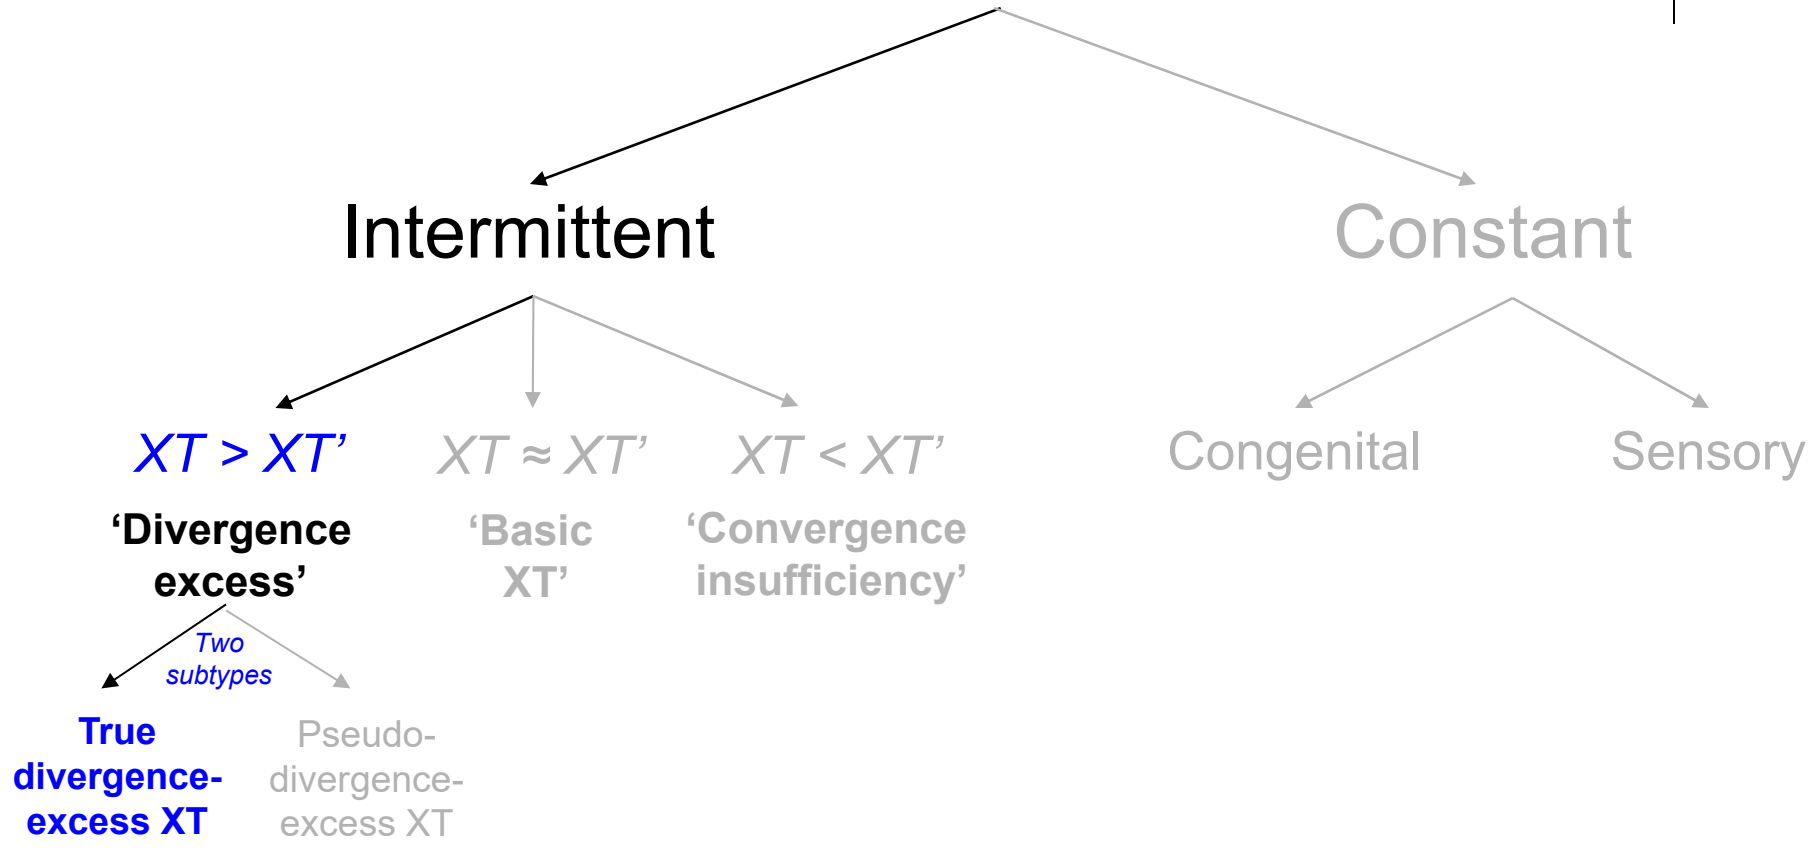 Intermittent
Constant
XT > XT’
XT ≈ XT’
XT < XT’
Congenital
Sensory
‘Divergence
excess’
‘Basic
XT’
‘Convergence
insufficiency’
Two
subtypes
True
divergence-
excess XT
Pseudo-
divergence-
excess XT